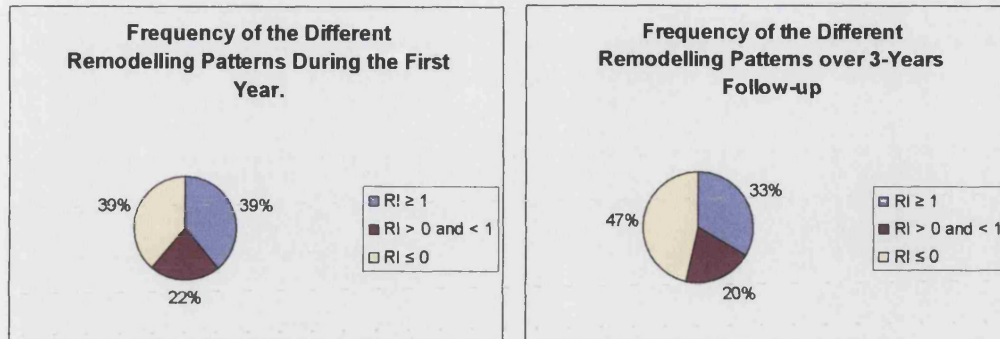 Frequency of the Different
Remodelling Patterns During the First
Year.
39%
39%
22%
RI ≥ 1
RI > 0 and < 1
RI ≤ 0
Frequency of the Different
Remodelling Patterns over 3-Years
Follow-up
47%
33%
20%
RI ≥ 1
RI > 0 and < 1
RI ≤ 0